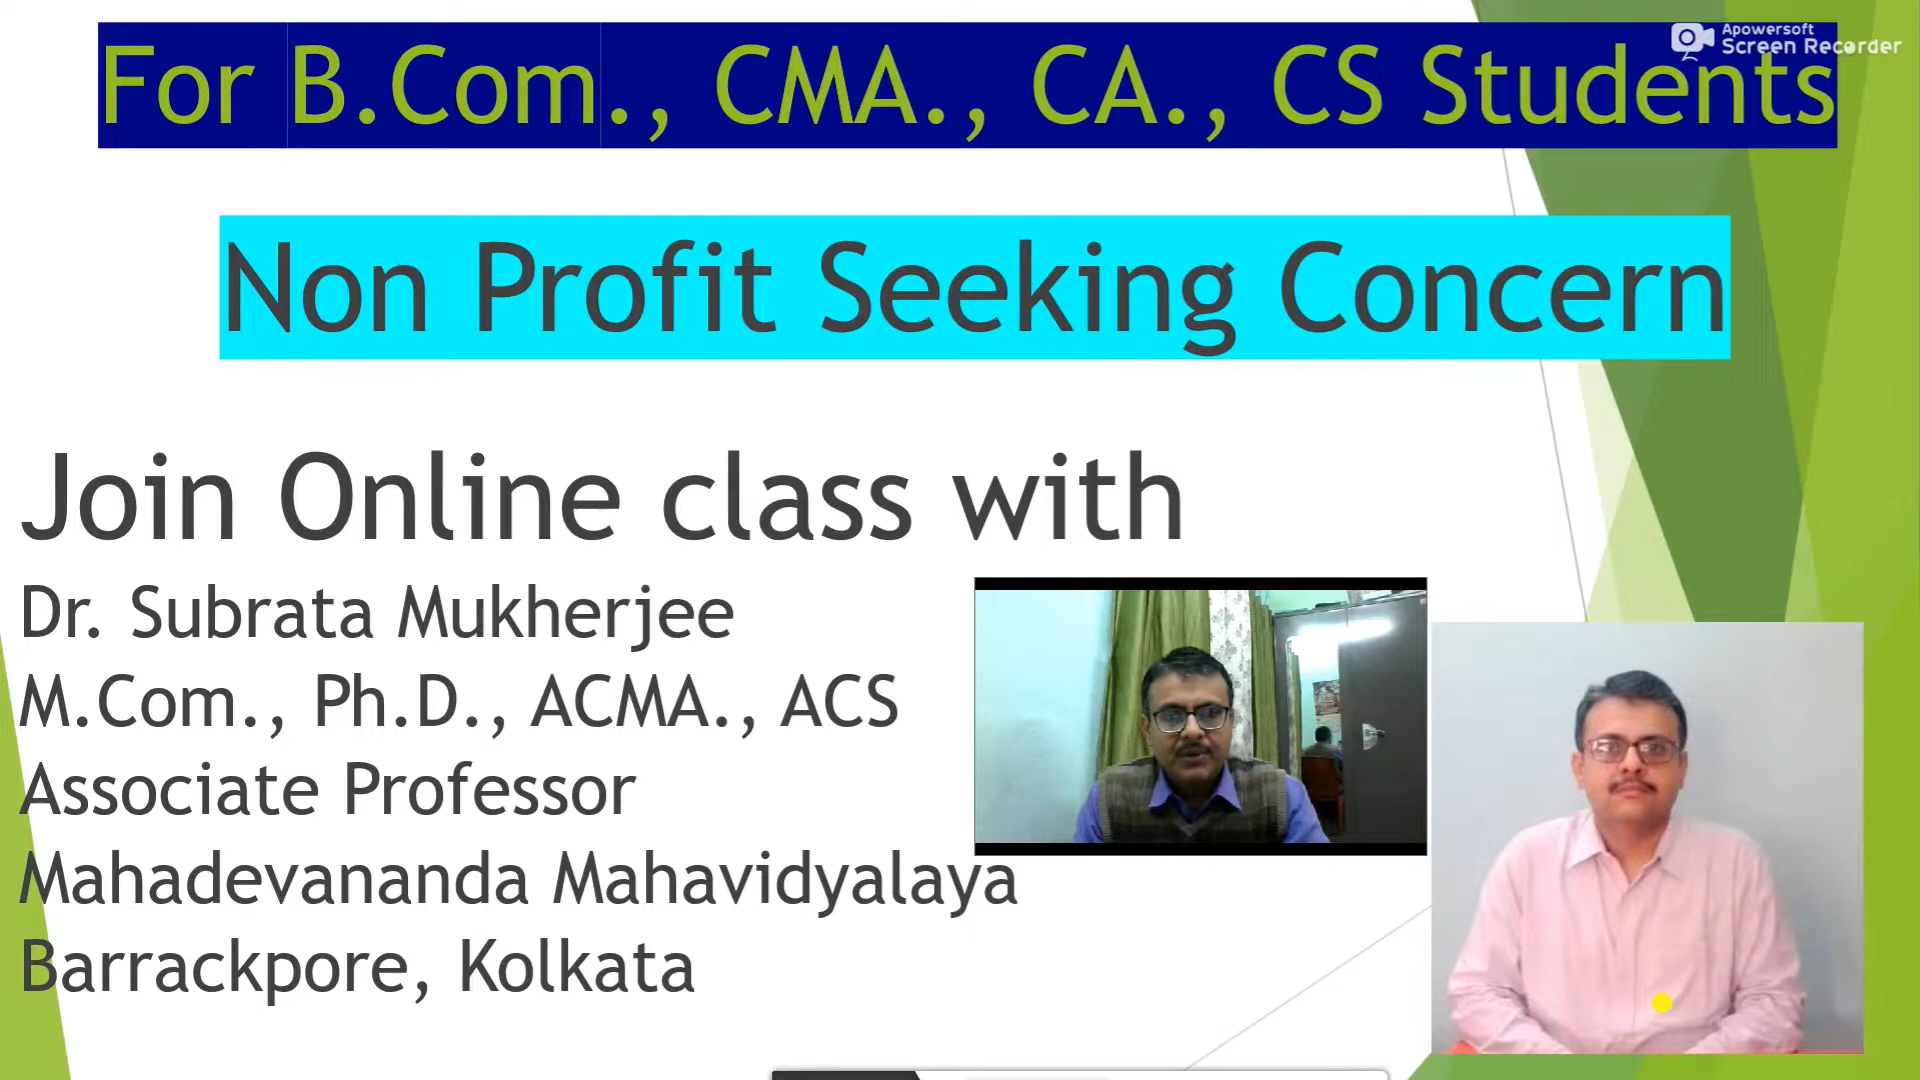 For B.Com., CMA., CA., CS Students
Apowersoft
Screen Recorder
Non Profit Seeking Concern
Join Online class with
Dr. Subrata Mukherjee
M.Com., Ph.D., ACMA., ACS
Associate Professor
Mahadevananda Mahavidyalaya
Barrackpore, Kolkata